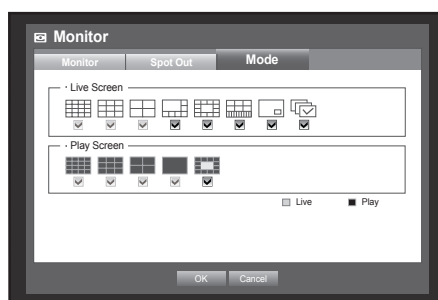 Monitor
Monitor Spot Out Mode
· Live Screen
· Play Screen
Live Play
OK Cancel